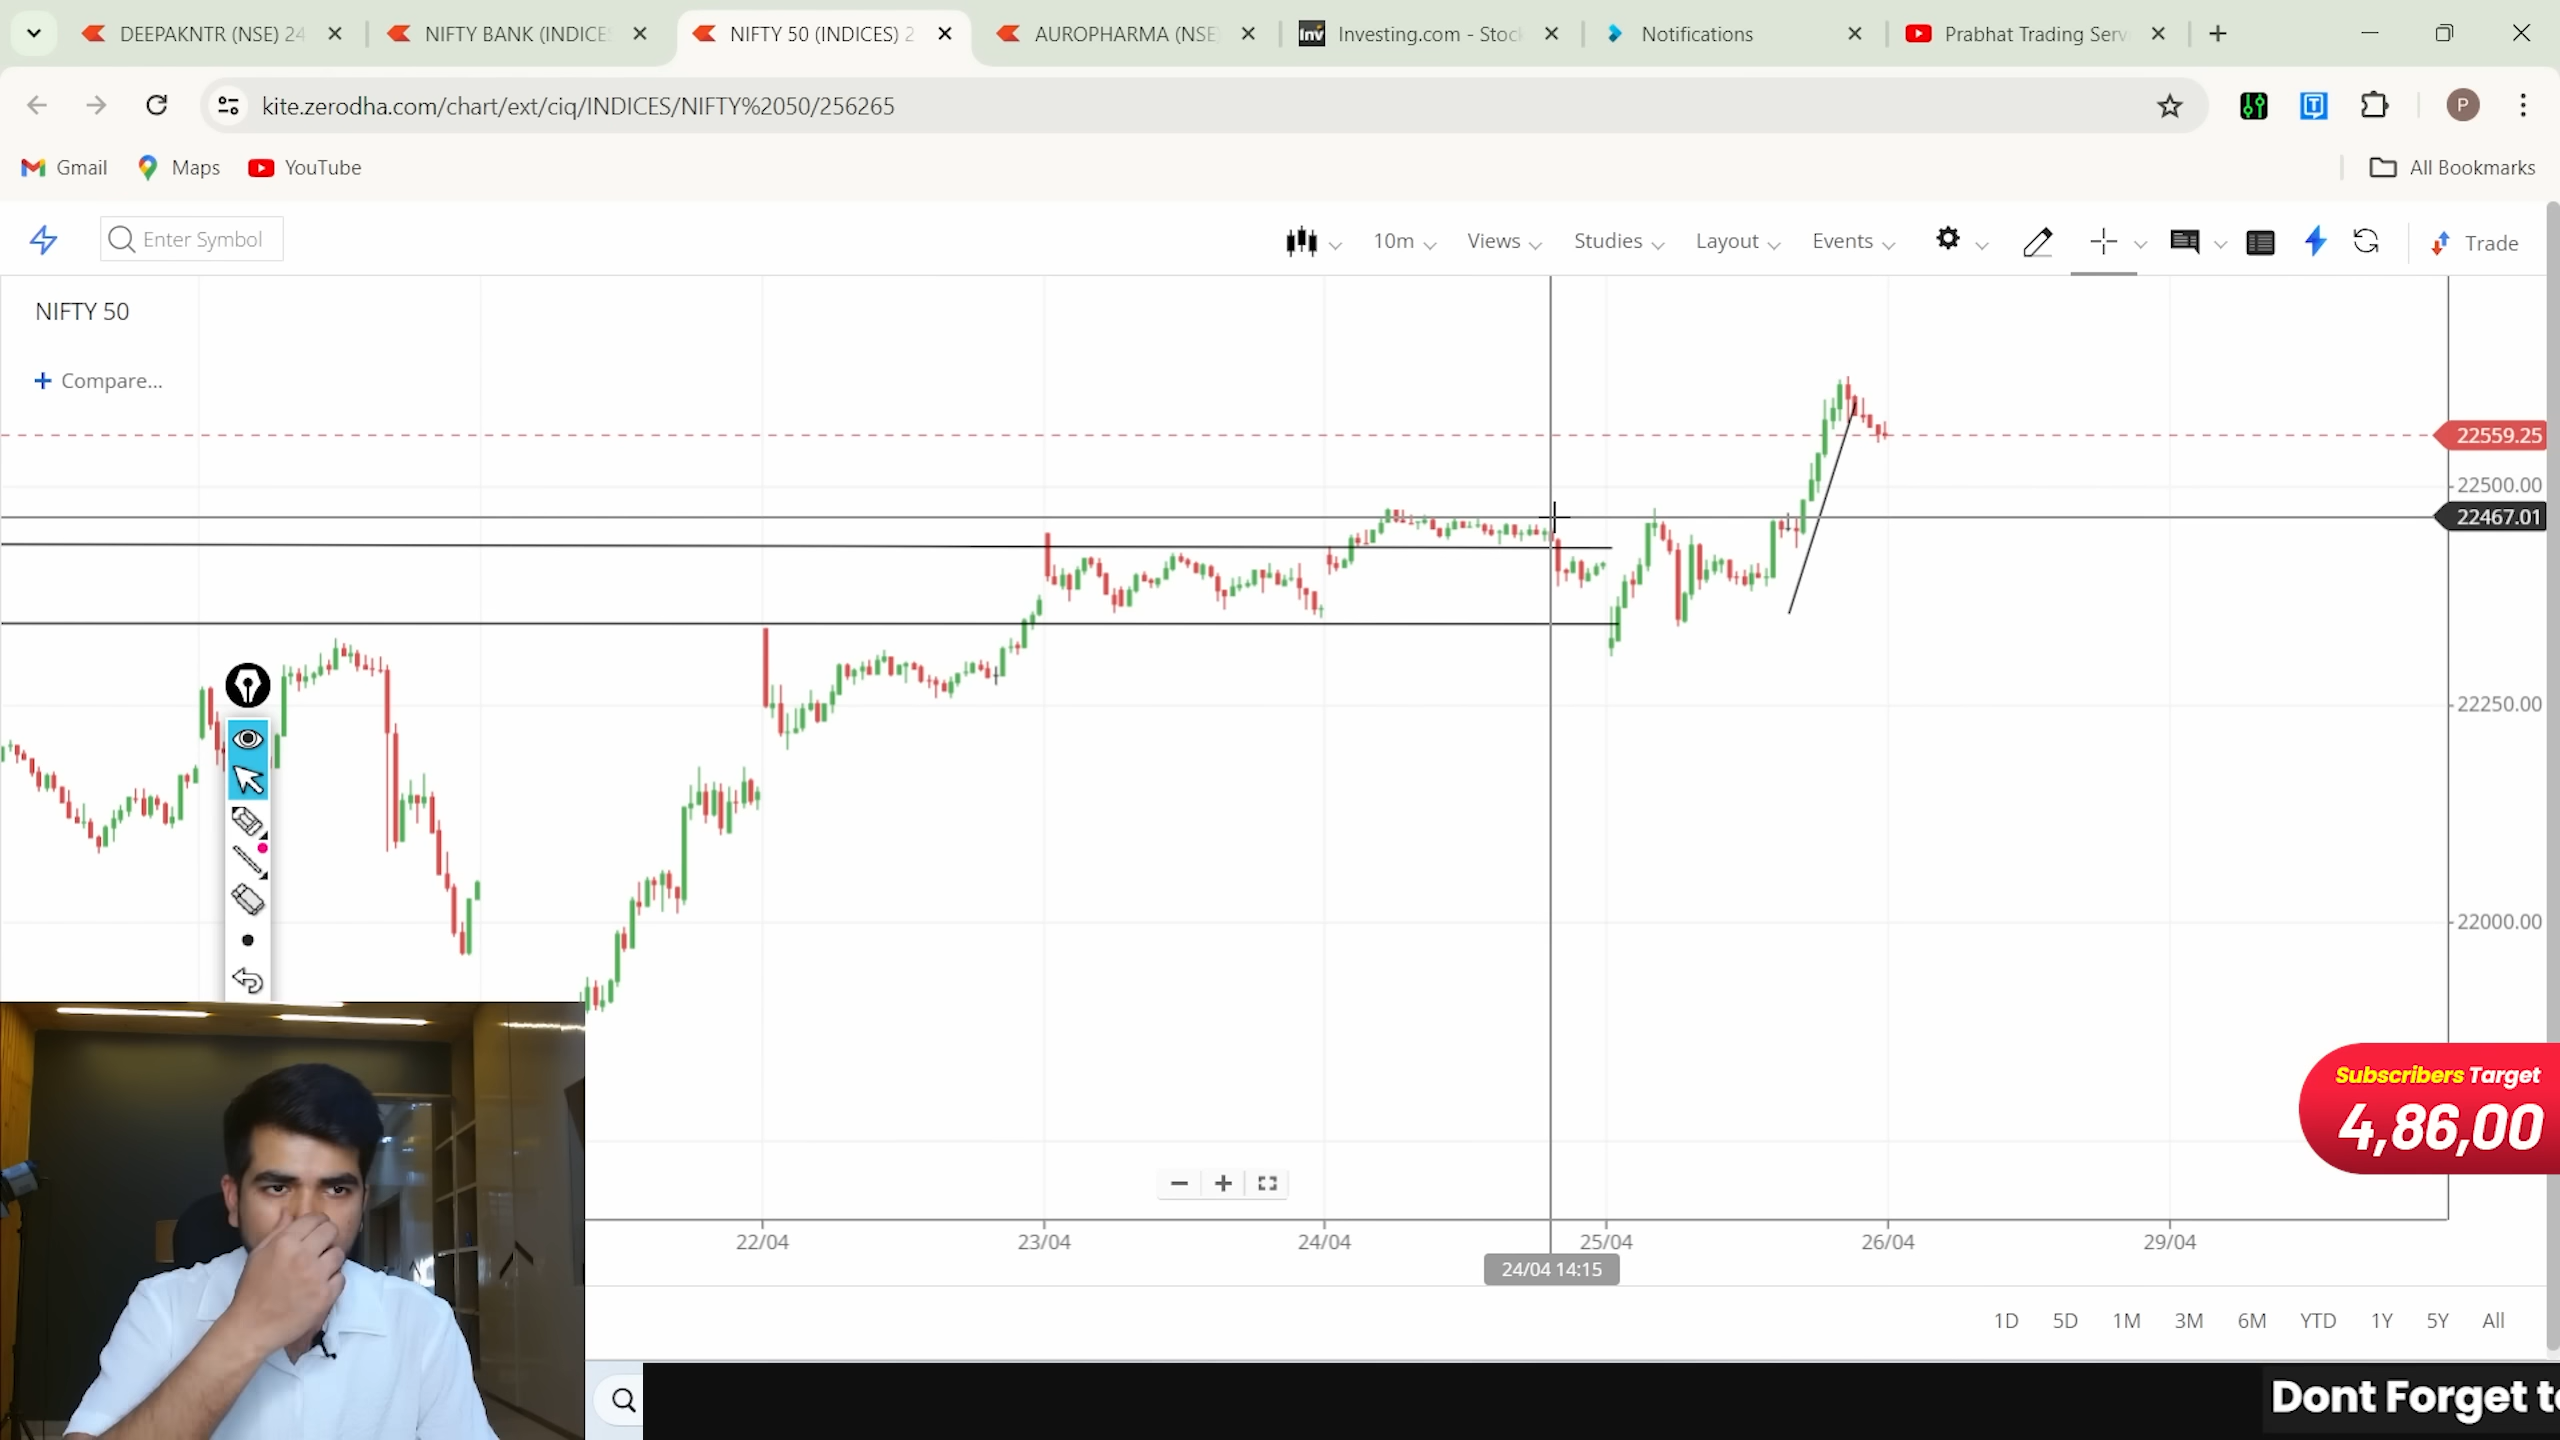 DEEPAKNTR (NSE) 24
NIFTY BANK (INDICES
NIFTY 50 (INDICES) 2
AUROPHARMA (NSE)
Investing.com - Stoc
Notifications
Prabhat Trading Serv
kite.zerodha.com/chart/ext/ciq/INDICES/NIFTY%2050/256265
P
Gmail
Maps
YouTube
All Bookmarks
Enter Symbol
10m
Views
Studies
Layout
Events
Trade
NIFTY 50
Compare...
22559.25
22500.00
22467.01
22250.00
22000.00
Subscribers Target
4,86,00
22/04
23/04
24/04
25/04
26/04
29/04
24/04 14:15
1D
5D
1M
3M
6M
YTD
1Y
5Y
All
Dont Forget to